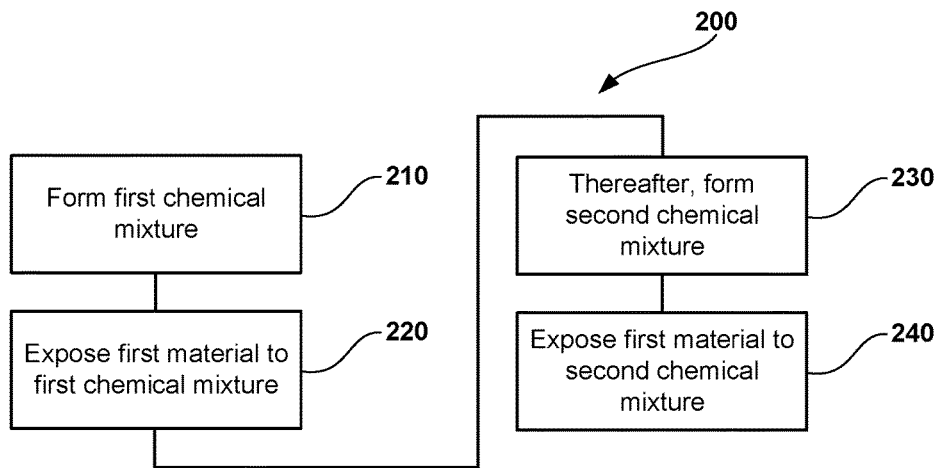 200
Form first chemical
mixture
210
Expose first material to
first chemical mixture
220
Thereafter, form
second chemical
mixture
230
Expose first material to
second chemical
mixture
240